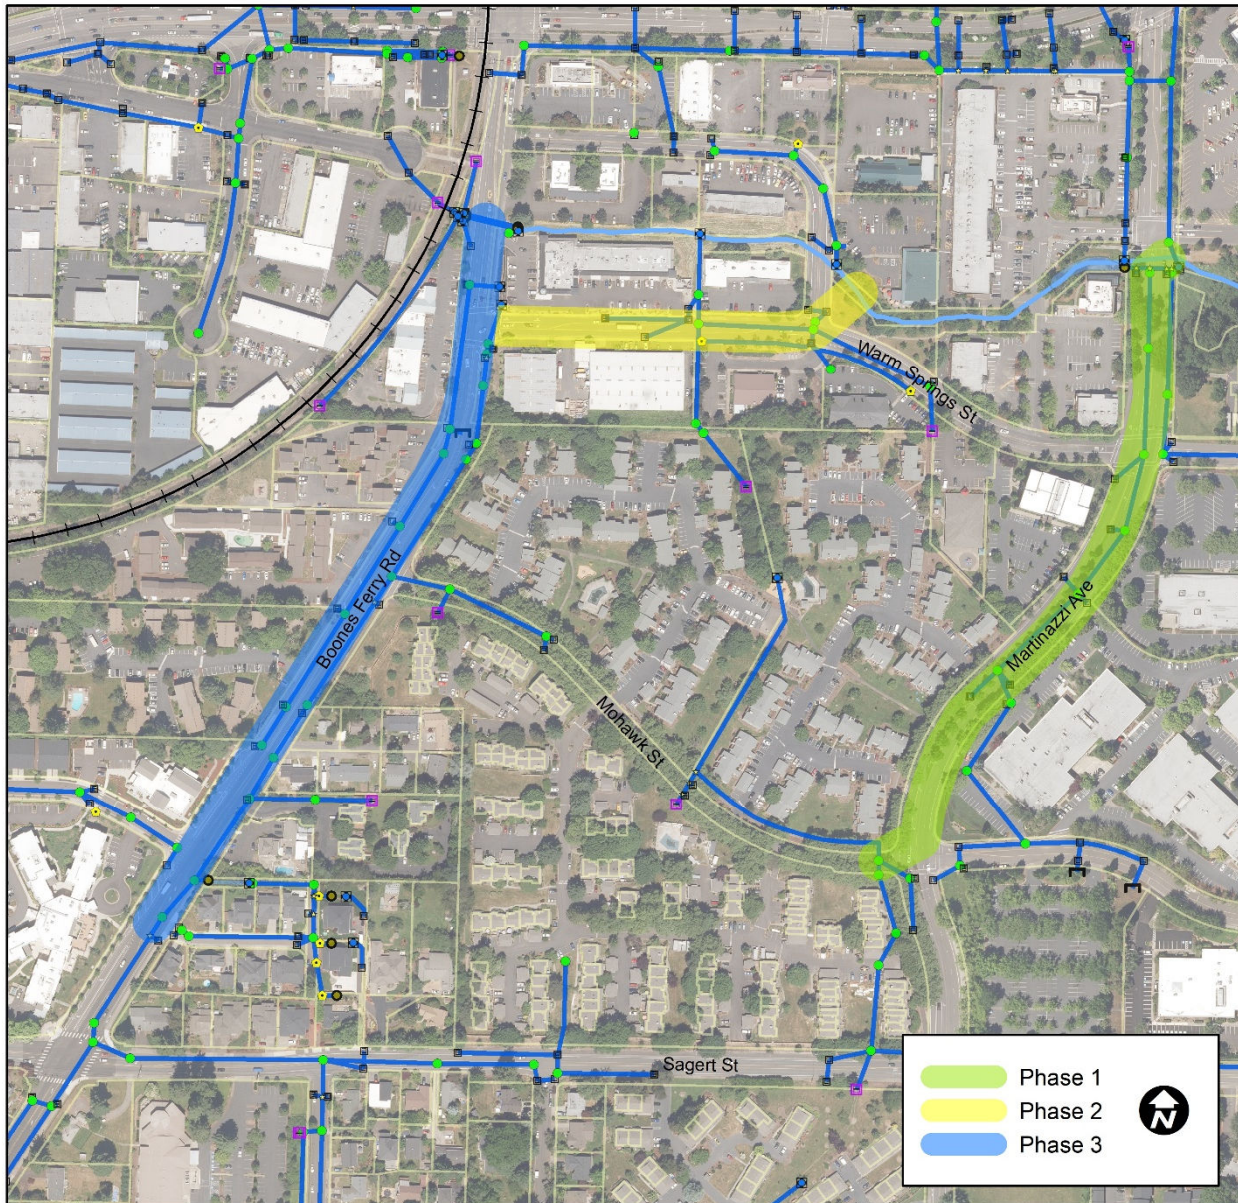 Warm Springs St
Boones Ferry Rd
Martinazzi Ave
Mohawk St
Sagert St
Phase 1
Phase 2
Phase 3
N